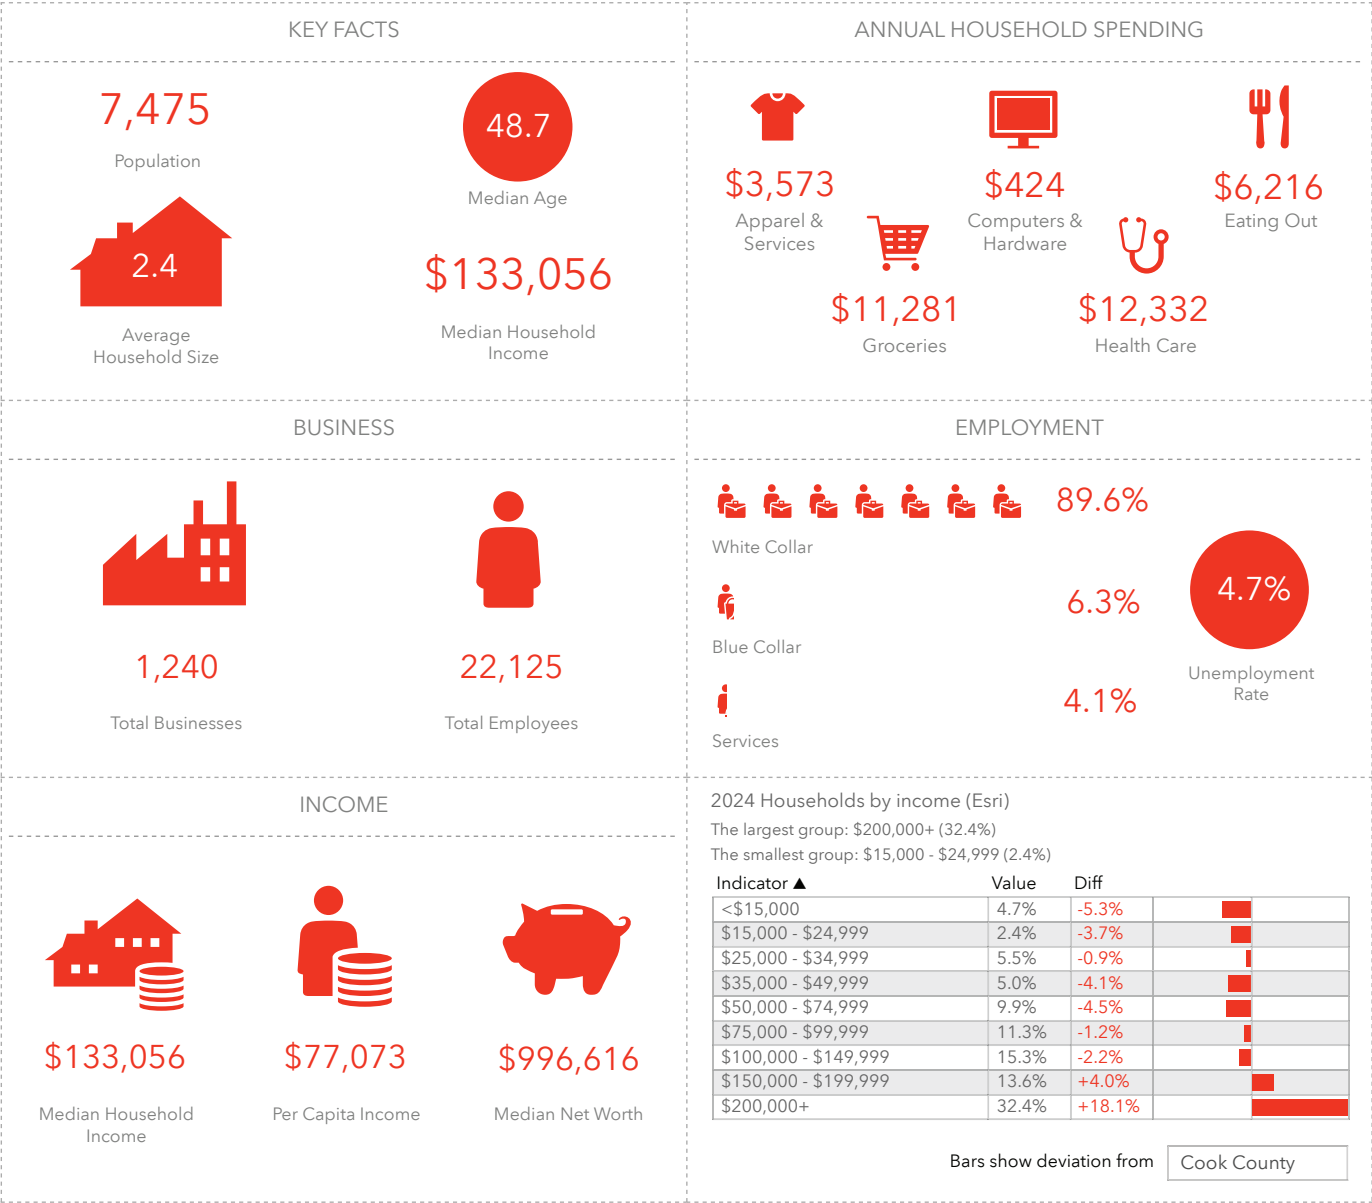 KEY FACTS
7,475
Population
48.7
Median Age
2.4
Average
Household Size
$133,056
Median Household
Income
ANNUAL HOUSEHOLD SPENDING
$3,573
Apparel &
Services
$424
Computers &
Hardware
$6,216
Eating Out
$11,281
Groceries
$12,332
Health Care
BUSINESS
1,240
Total Businesses
22,125
Total Employees
EMPLOYMENT
89.6%
White Collar
6.3%
Blue Collar
4.1%
Services
4.7%
Unemployment
Rate
INCOME
$133,056
Median Household
Income
$77,073
Per Capita Income
$996,616
Median Net Worth
2024 Households by income (Esri)
The largest group: $200,000+ (32.4%)
The smallest group: $15,000 - $24,999 (2.4%)
Indicator ▲ Value Diff
<$15,000 4.7% -5.3%
$15,000 - $24,999 2.4% -3.7%
$25,000 - $34,999 5.5% -0.9%
$35,000 - $49,999 5.0% -4.1%
$50,000 - $74,999 9.9% -4.5%
$75,000 - $99,999 11.3% -1.2%
$100,000 - $149,999 15.3% -2.2%
$150,000 - $199,999 13.6% +4.0%
$200,000+ 32.4% +18.1%
Bars show deviation from Cook County